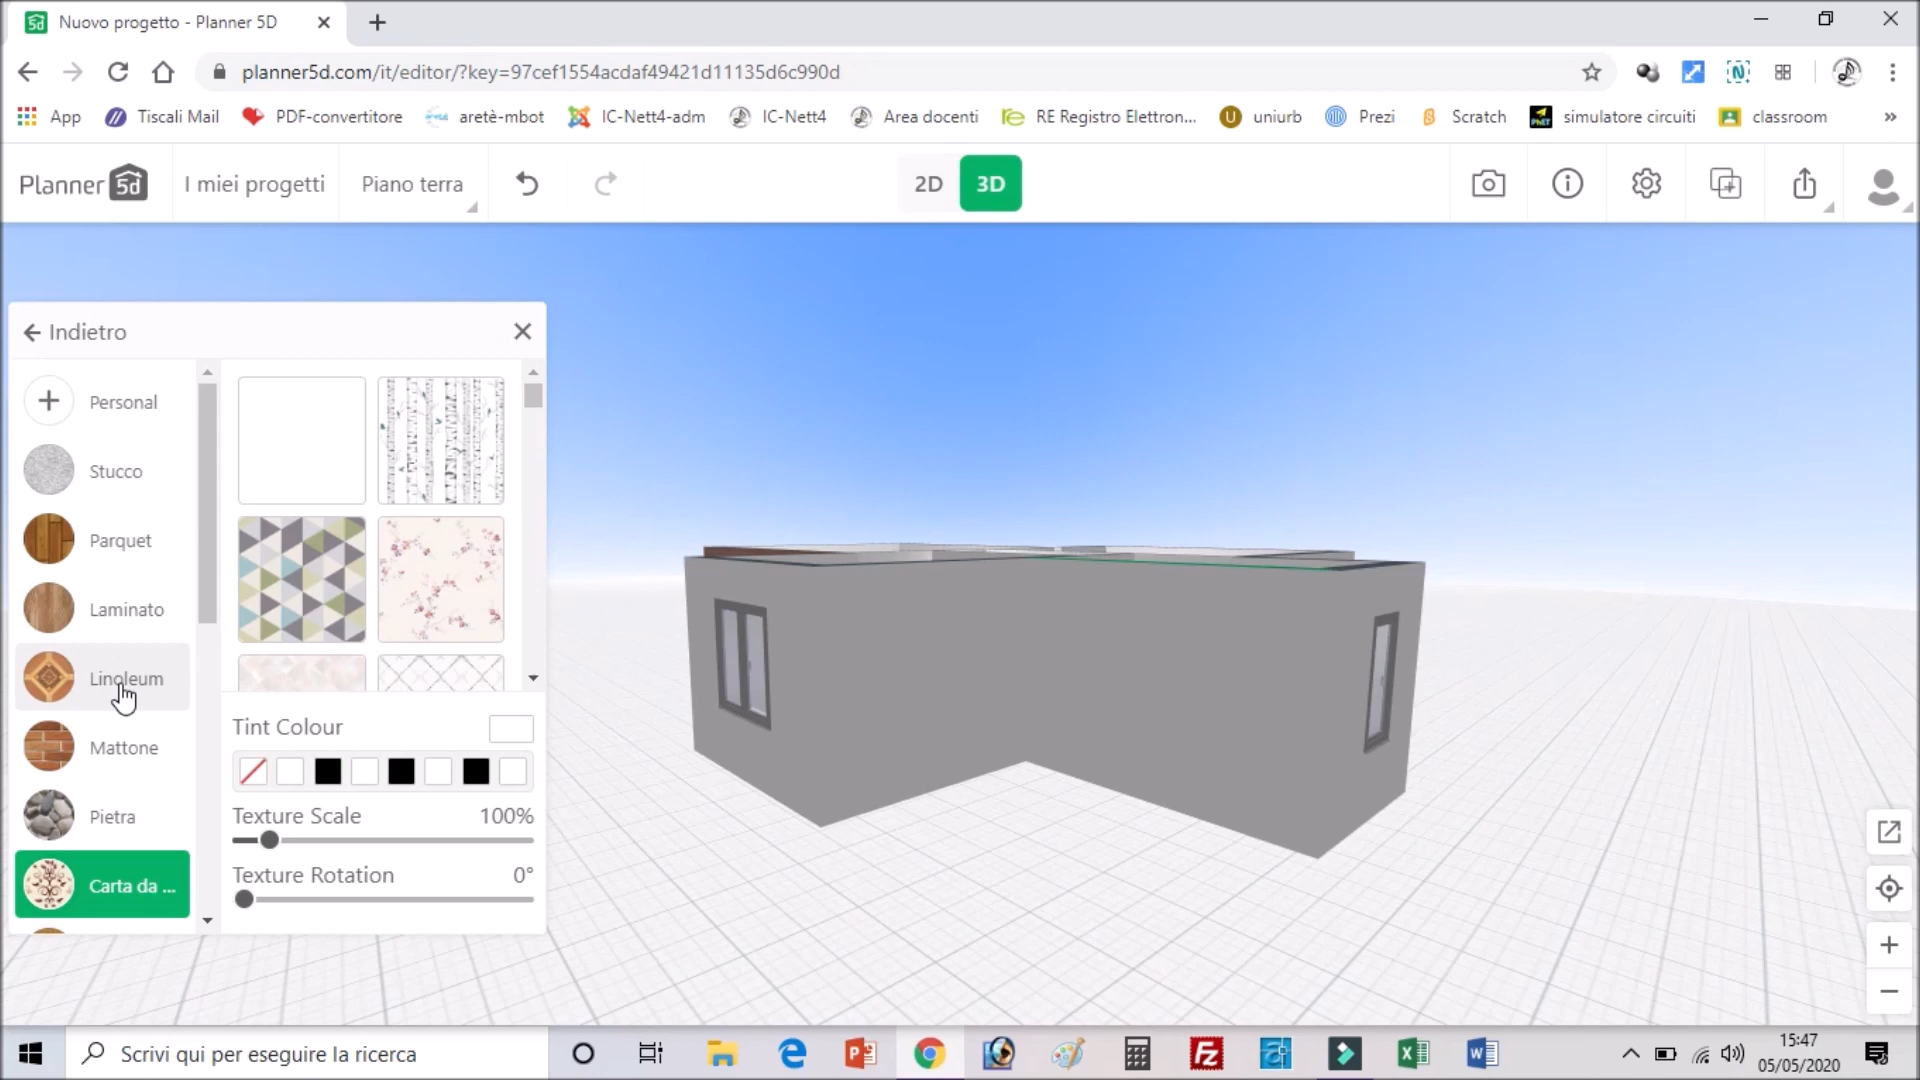 Nuovo progetto - Planner 5D
planner5d.com/it/editor/?key=97cef1554acdaf49421d11135d6c990d
App Tiscali Mail PDF-convertitore aretè-mbot IC-Nett4-adm IC-Nett4 Area docenti RE Registro Elettron... uniurb Prezi Scratch simulatore circuiti classroom »
Planner 5d I miei progetti Piano terra 2D 3D
Indietro
Personal
Stucco
Parquet
Laminato
Linoleum
Mattone
Pietra
Carta da ...
Tint Colour
Texture Scale 100%
Texture Rotation 0°
Scrivi qui per eseguire la ricerca
15:47
05/05/2020